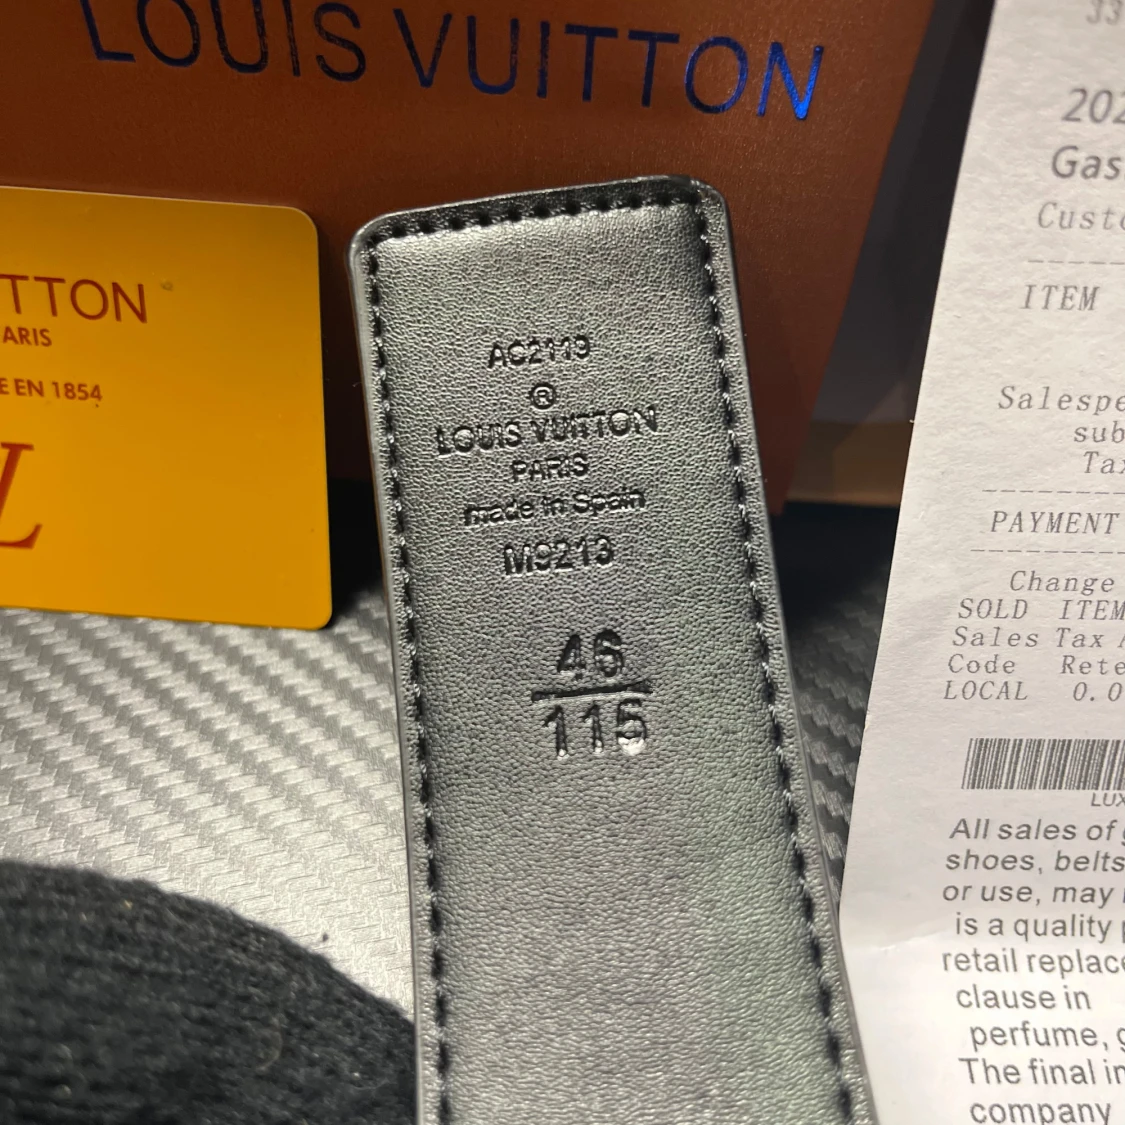 LOUIS VUITTON
TTON
ARIS
E EN 1854
L
AC2119
®
LOUIS VUITTON
PARIS
made in Spain
M9213
46
115
33
202
Gas
Custo
ITEM
Salespe
sub
Tax
PAYMENT
Change
SOLD ITEM
Sales Tax A
Code Rete
LOCAL 0.0
LUX
All sales of g
shoes, belts
or use, may
is a quality p
retail replace
clause in
perfume, g
The final in
company